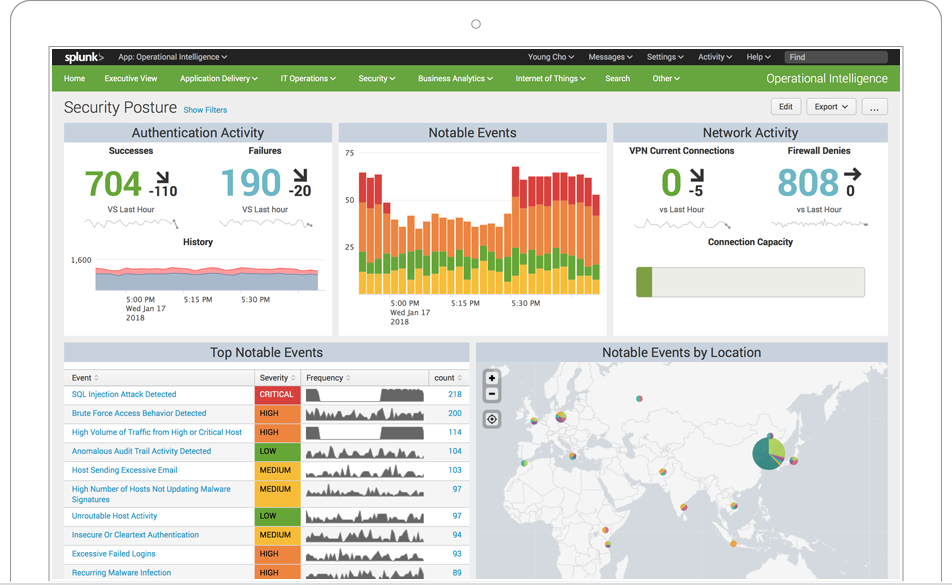 splunk> App: Operational Intelligence Young Cho Messages Settings Activity Help Find
Home Executive View Application Delivery IT Operations Security Business Analytics Internet of Things Search Other Operational Intelligence
Security Posture Show Filters Edit Export ...
Authentication Activity
Successes Failures
704 -110 190 -20
VS Last Hour VS Last hour
History
1,600
5:00 PM 5:15 PM 5:30 PM
Wed Jan 17
2018
Notable Events
75
50
25
5:00 PM 5:15 PM 5:30 PM
Wed Jan 17
2018
Network Activity
VPN Current Connections Firewall Denies
0 -5 808 0
vs Last Hour vs Last Hour
Connection Capacity
Top Notable Events
Event Severity Frequency count
SQL Injection Attack Detected CRITICAL 218
Brute Force Access Behavior Detected HIGH 200
High Volume of Traffic from High or Critical Host HIGH 114
Anomalous Audit Trail Activity Detected LOW 104
Host Sending Excessive Email MEDIUM 103
High Number of Hosts Not Updating Malware MEDIUM 97
Signatures
Unroutable Host Activity LOW 97
Insecure Or Cleartext Authentication MEDIUM 94
Excessive Failed Logins HIGH 93
Recurring Malware Infection HIGH 89
Notable Events by Location
+
−